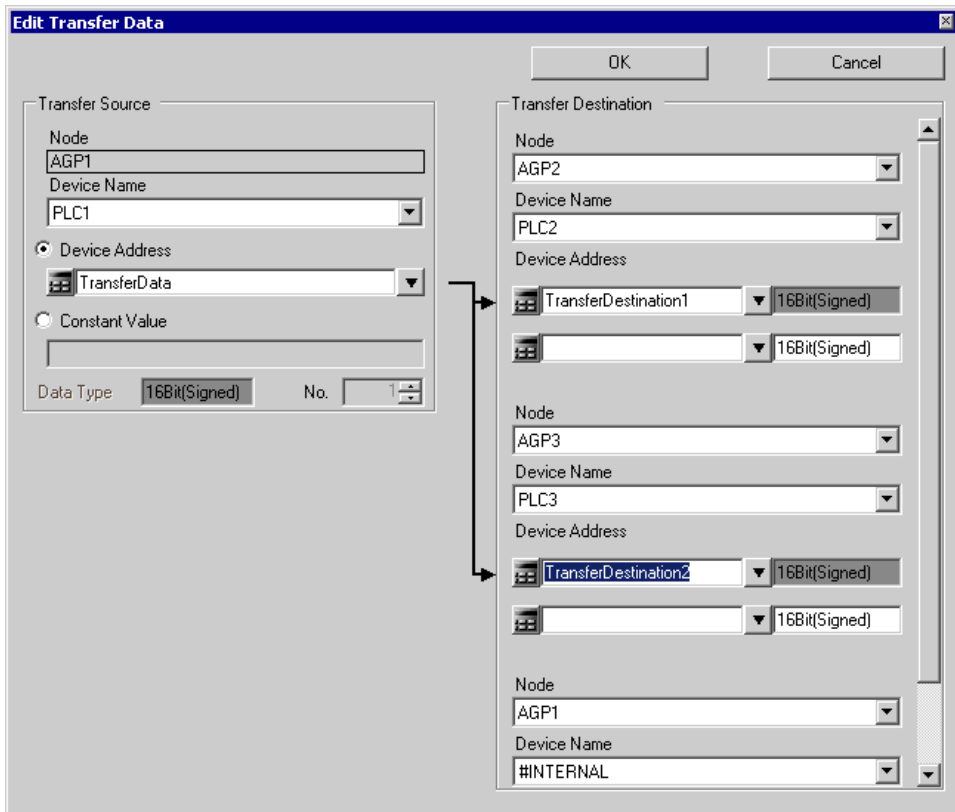 Edit Transfer Data
OK
Cancel
Transfer Source
Node
AGP1
Device Name
PLC1
Device Address
TransferData
Constant Value
Data Type 16Bit(Signed) No. 1
Transfer Destination
Node
AGP2
Device Name
PLC2
Device Address
TransferDestination1 16Bit(Signed)
16Bit(Signed)
Node
AGP3
Device Name
PLC3
Device Address
TransferDestination2 16Bit(Signed)
16Bit(Signed)
Node
AGP1
Device Name
#INTERNAL